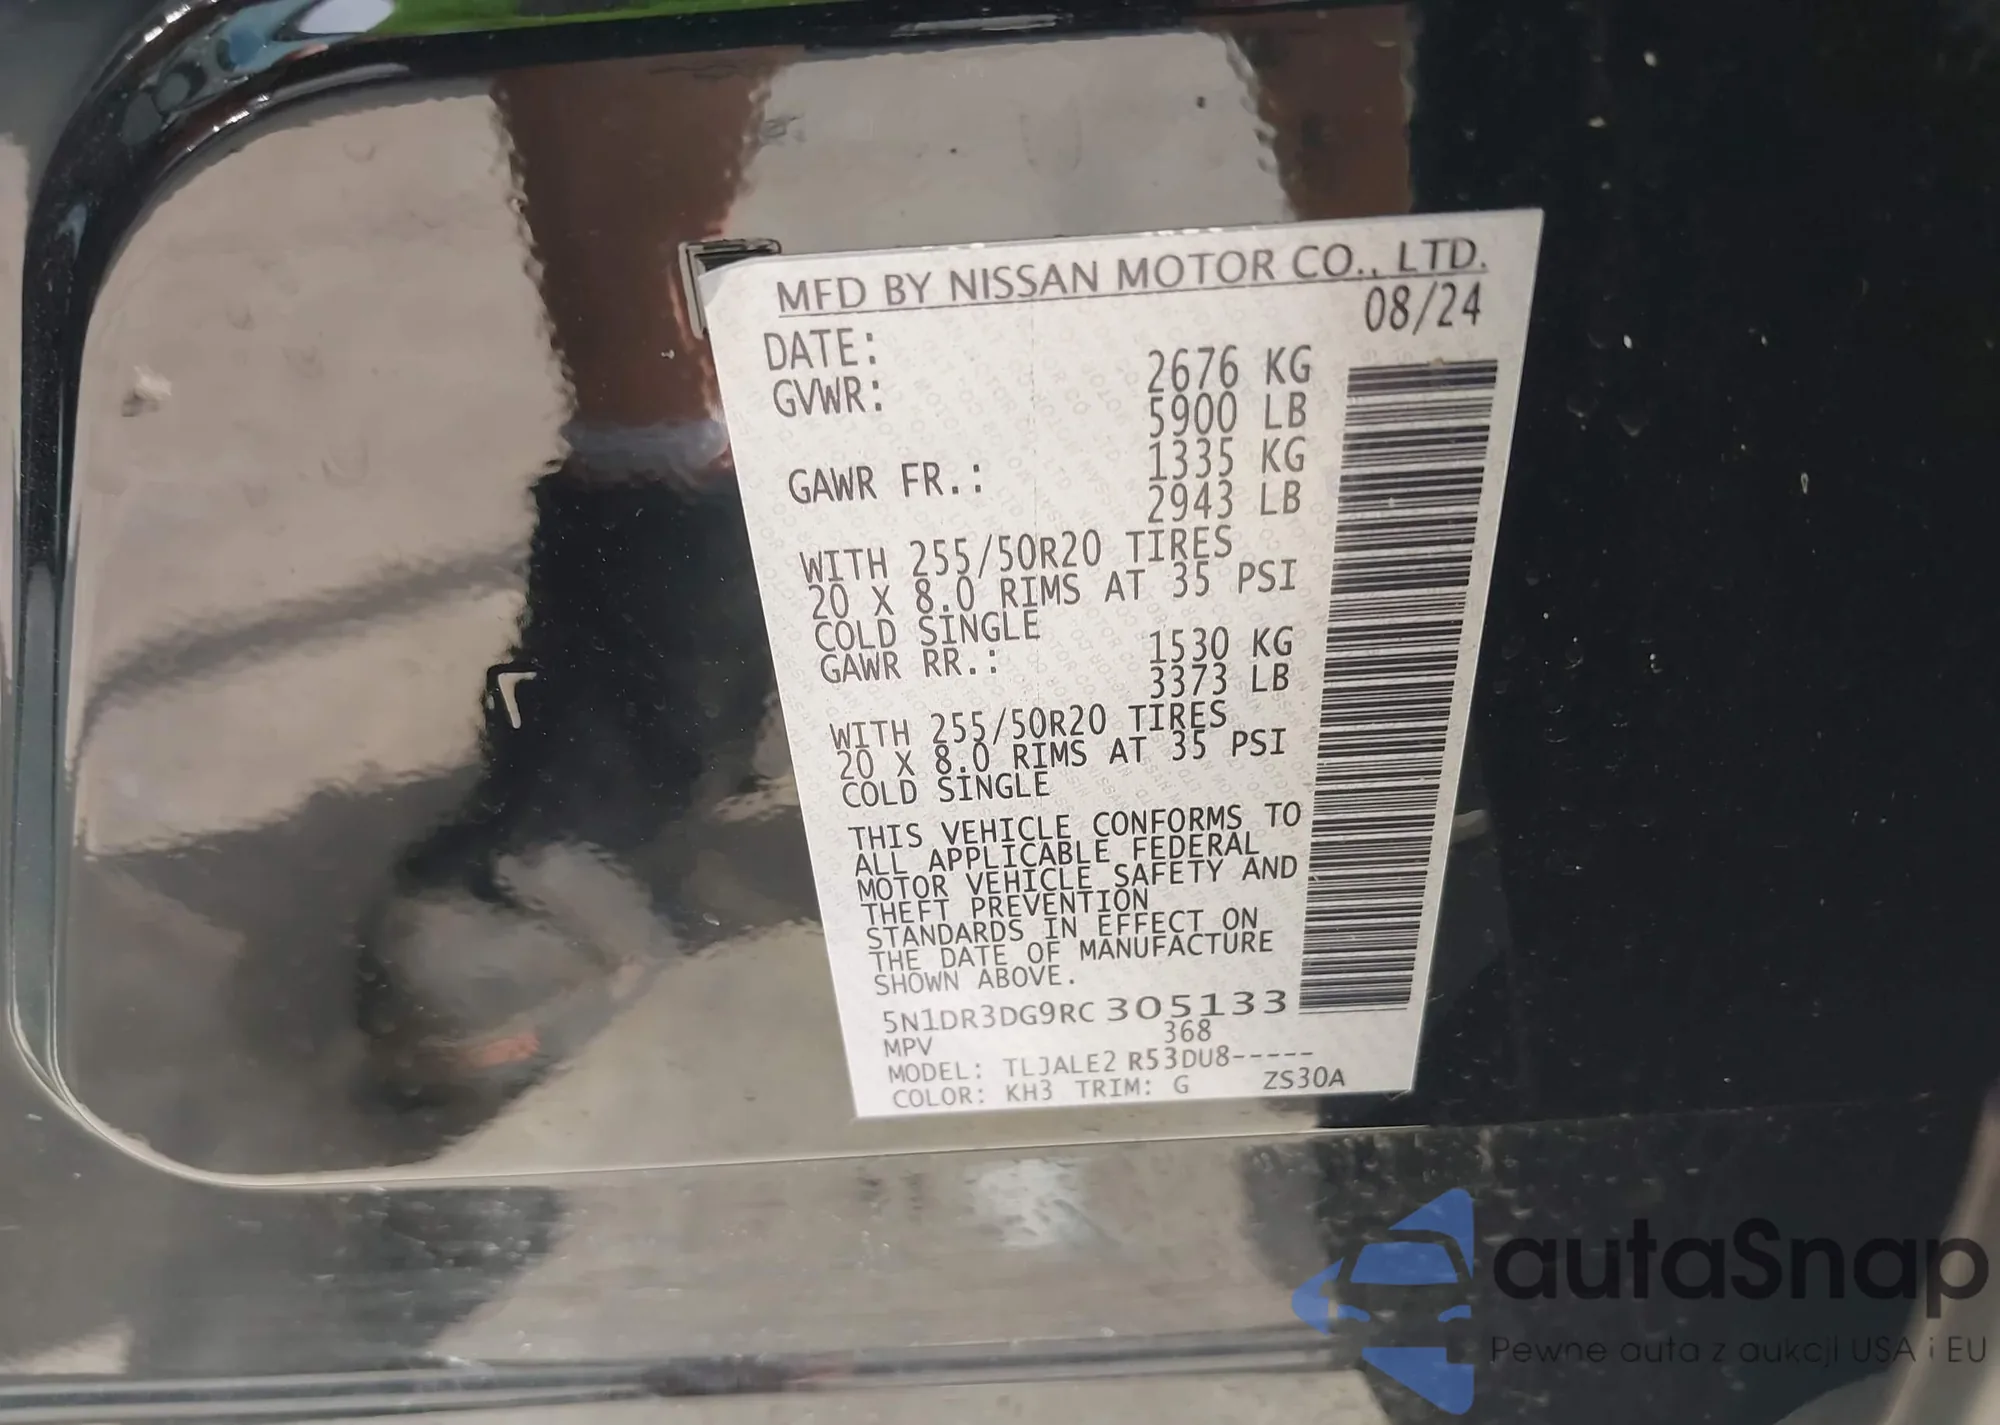 MFD BY NISSAN MOTOR CO., LTD.
DATE: 08/24
GVWR: 2676 KG
5900 LB
GAWR FR.: 1335 KG
2943 LB
WITH 255/50R20 TIRES
20 X 8.0 RIMS AT 35 PSI
COLD SINGLE
GAWR RR.: 1530 KG
3373 LB
WITH 255/50R20 TIRES
20 X 8.0 RIMS AT 35 PSI
COLD SINGLE
THIS VEHICLE CONFORMS TO
ALL APPLICABLE FEDERAL
MOTOR VEHICLE SAFETY AND
THEFT PREVENTION
STANDARDS IN EFFECT ON
THE DATE OF MANUFACTURE
SHOWN ABOVE.
5N1DR3DG9RC 305133
MPV 368
MODEL: TLJALE2 R53DU8-----
COLOR: KH3 TRIM: G ZS30A
autaSnap
Pewne auta z aukcji USA i EU